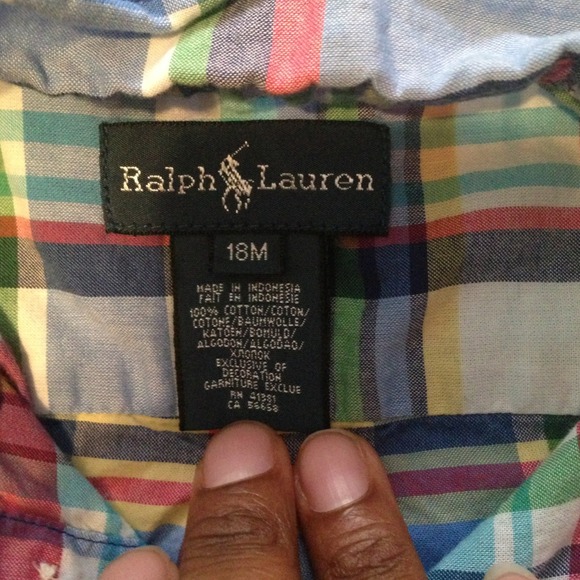 Ralph Lauren
18M
MADE IN INDONESIA
FAIT EN INDONESIE
100% COTTON/COTON/
COTONE/BAUMWOLLE/
KATOEN/BOMULD/
ALGODON/ALGODAO/
ХЛОПОК
EXCLUSIVE OF
DECORATION
GARNITURE EXCLUE
RN 41381
CA 56658